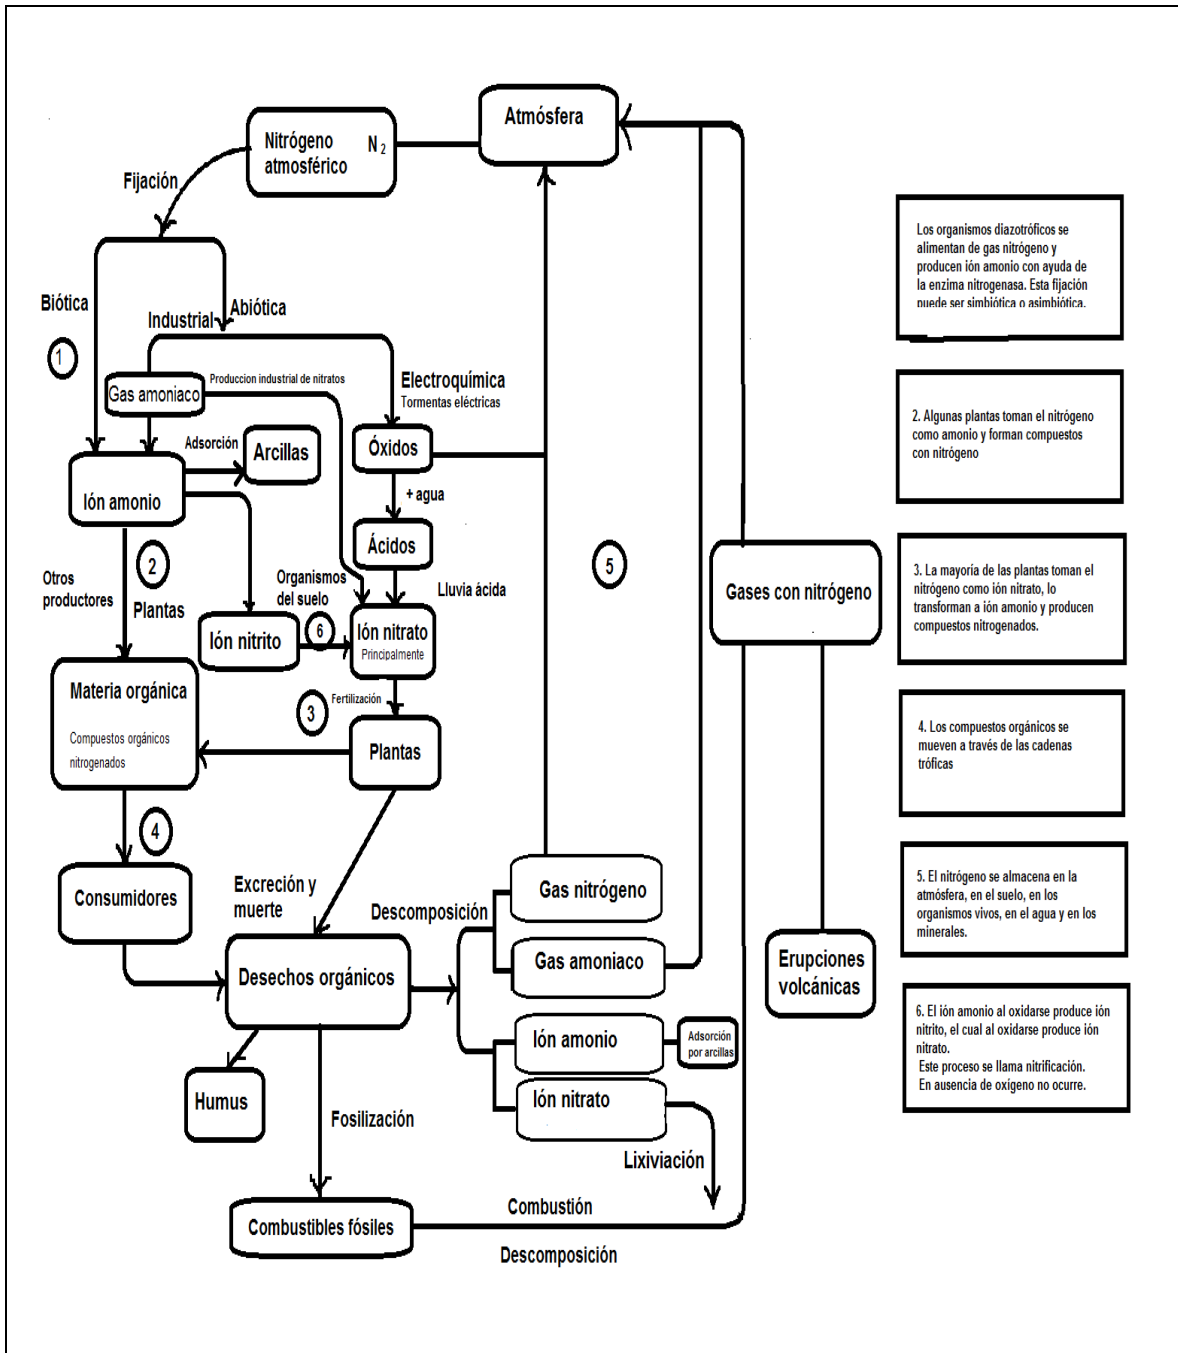 Atmósfera
Nitrógeno N₂
atmosférico
Fijación
Biótica
Abiótica
Industrial
1
Gas amoniaco
Produccion industrial de nitratos
Electroquímica
Tormentas eléctricas
Adsorción
Arcillas
Óxidos
Ión amonio
+ agua
Ácidos
2
Otros
productores
Plantas
Organismos
del suelo
Lluvia ácida
5
Gases con nitrógeno
Ión nitrito
6
Ión nitrato
Principalmente
Materia orgánica
Compuestos orgánicos
nitrogenados
3
Fertilización
Plantas
4
Consumidores
Excreción y
muerte
Descomposición
Gas nitrógeno
Gas amoniaco
Desechos orgánicos
Erupciones
volcánicas
Ión amonio
Adsorción
por arcillas
Ión nitrato
Humus
Fosilización
Lixiviación
Combustibles fósiles
Combustión
Descomposición
Los organismos diazotróficos se
alimentan de gas nitrógeno y
producen ión amonio con ayuda de
la enzima nitrogenasa. Esta fijación
puede ser simbiótica o asimbiótica.
2. Algunas plantas toman el nitrógeno
como amonio y forman compuestos
con nitrógeno
3. La mayoría de las plantas toman el
nitrógeno como ión nitrato, lo
transforman a ión amonio y producen
compuestos nitrogenados.
4. Los compuestos orgánicos se
mueven a través de las cadenas
tróficas
5. El nitrógeno se almacena en la
atmósfera, en el suelo, en los
organismos vivos, en el agua y en los
minerales.
6. El ión amonio al oxidarse produce ión
nitrito, el cual al oxidarse produce ión
nitrato.
Este proceso se llama nitrificación.
En ausencia de oxígeno no ocurre.